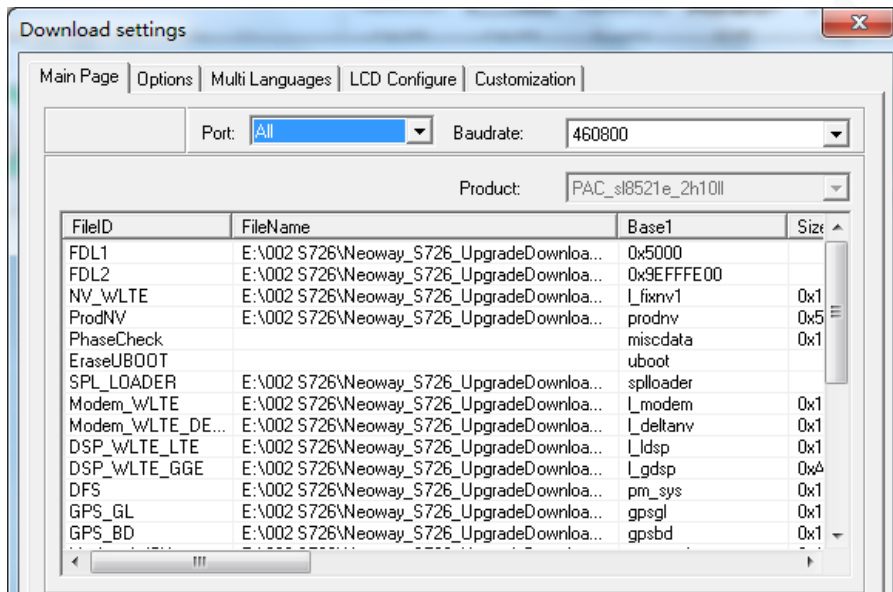 Download settings
Main Page Options Multi Languages LCD Configure Customization
Port: All Baudrate: 460800
Product: PAC_sl8521e_2h10ll
FileID FileName Base1 Size
FDL1 E:\002 S726\Neoway_S726_UpgradeDownloa... 0x5000
FDL2 E:\002 S726\Neoway_S726_UpgradeDownloa... 0x9EFFFE00
NV_WLTE E:\002 S726\Neoway_S726_UpgradeDownloa... l_fixnv1 0x1
ProdNV E:\002 S726\Neoway_S726_UpgradeDownloa... prodnv 0x5
PhaseCheck miscdata 0x1
EraseUBOOT uboot
SPL_LOADER E:\002 S726\Neoway_S726_UpgradeDownloa... splloader
Modem_WLTE E:\002 S726\Neoway_S726_UpgradeDownloa... l_modem 0x1
Modem_WLTE_DE... E:\002 S726\Neoway_S726_UpgradeDownloa... l_deltanv 0x1
DSP_WLTE_LTE E:\002 S726\Neoway_S726_UpgradeDownloa... l_ldsp 0x1
DSP_WLTE_GGE E:\002 S726\Neoway_S726_UpgradeDownloa... l_gdsp 0xA
DFS E:\002 S726\Neoway_S726_UpgradeDownloa... pm_sys 0x1
GPS_GL E:\002 S726\Neoway_S726_UpgradeDownloa... gpsgl 0x1
GPS_BD E:\002 S726\Neoway_S726_UpgradeDownloa... gpsbd 0x1